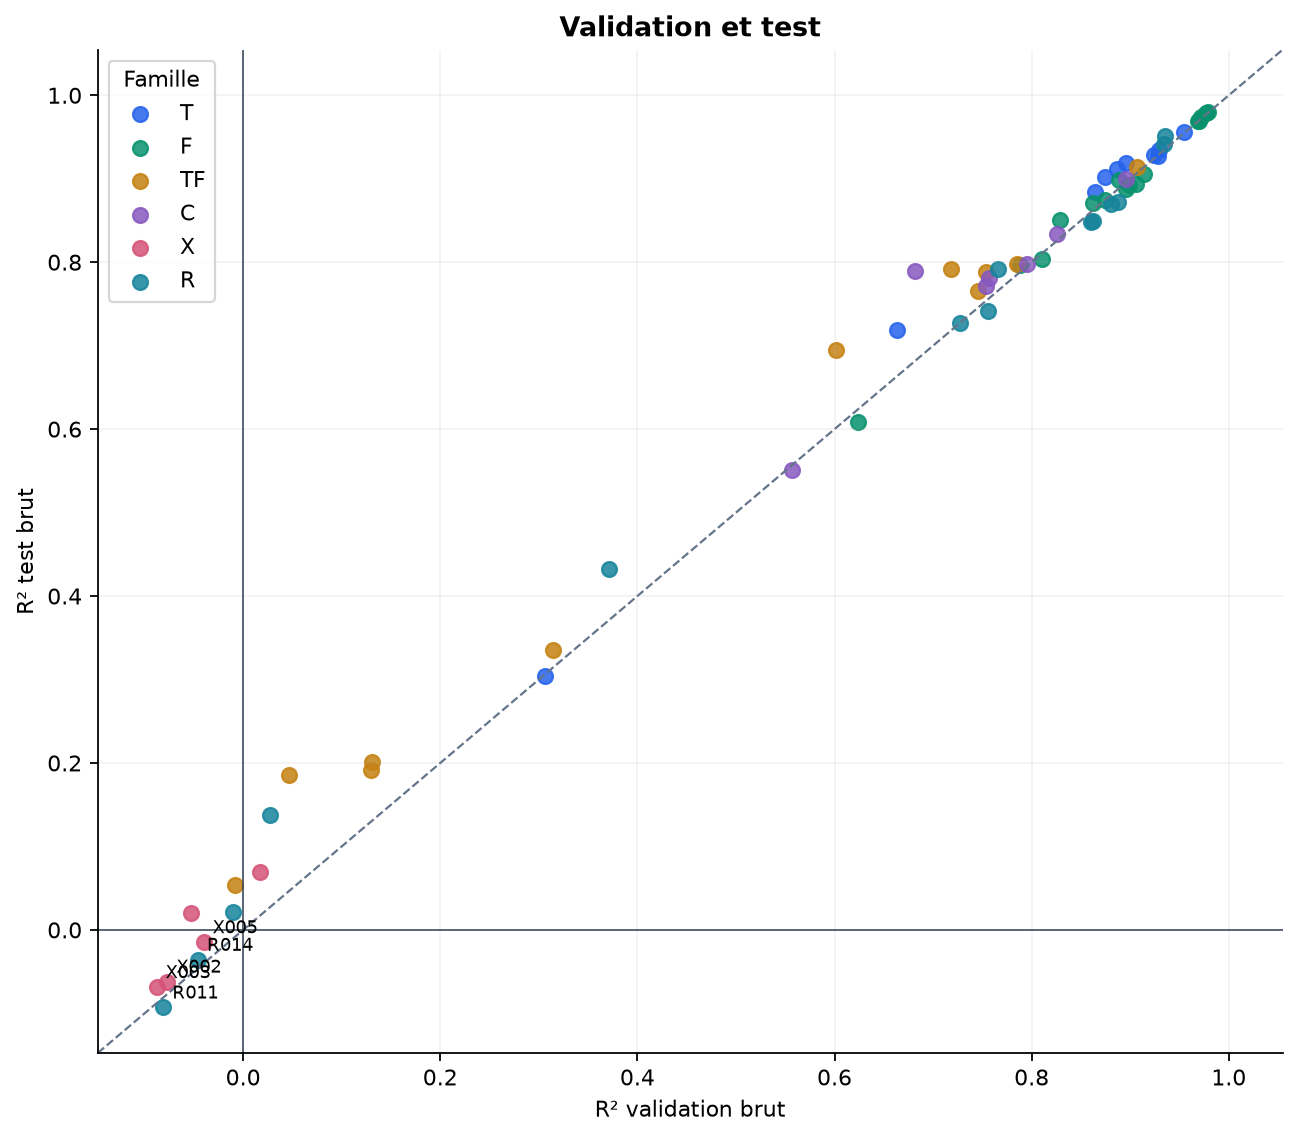 Validation et test
Famille
T
F
TF
C
X
R
1.0
0.8
0.6
0.4
0.2
0.0
R² test brut
X005
R014
X002
X003
R011
0.0
0.2
0.4
0.6
0.8
1.0
R² validation brut